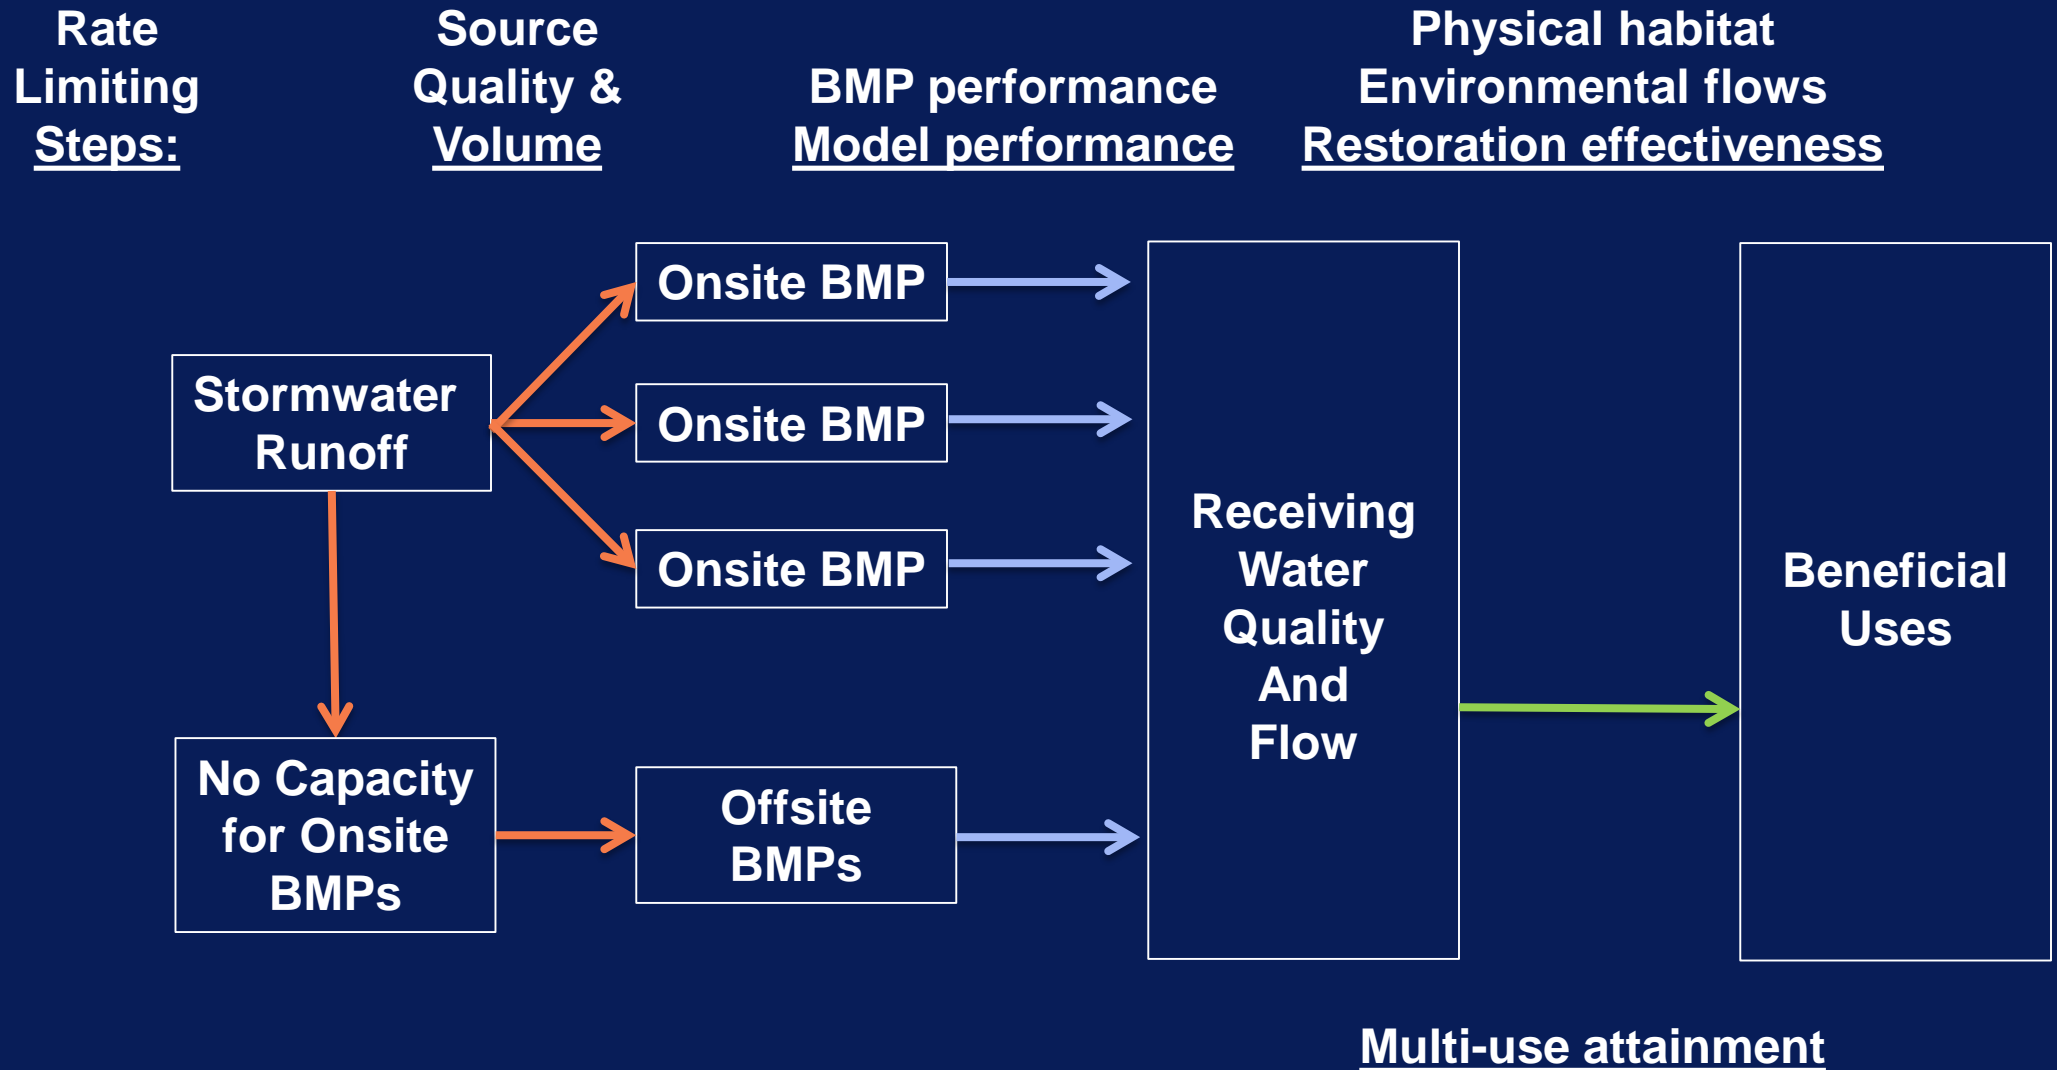 Rate
Limiting
Steps:
Source
Quality &
Volume
BMP performance
Model performance
Physical habitat
Environmental flows
Restoration effectiveness
Stormwater
Runoff
Onsite BMP
Onsite BMP
Onsite BMP
No Capacity
for Onsite
BMPs
Offsite
BMPs
Receiving
Water
Quality
And
Flow
Beneficial
Uses
Multi-use attainment